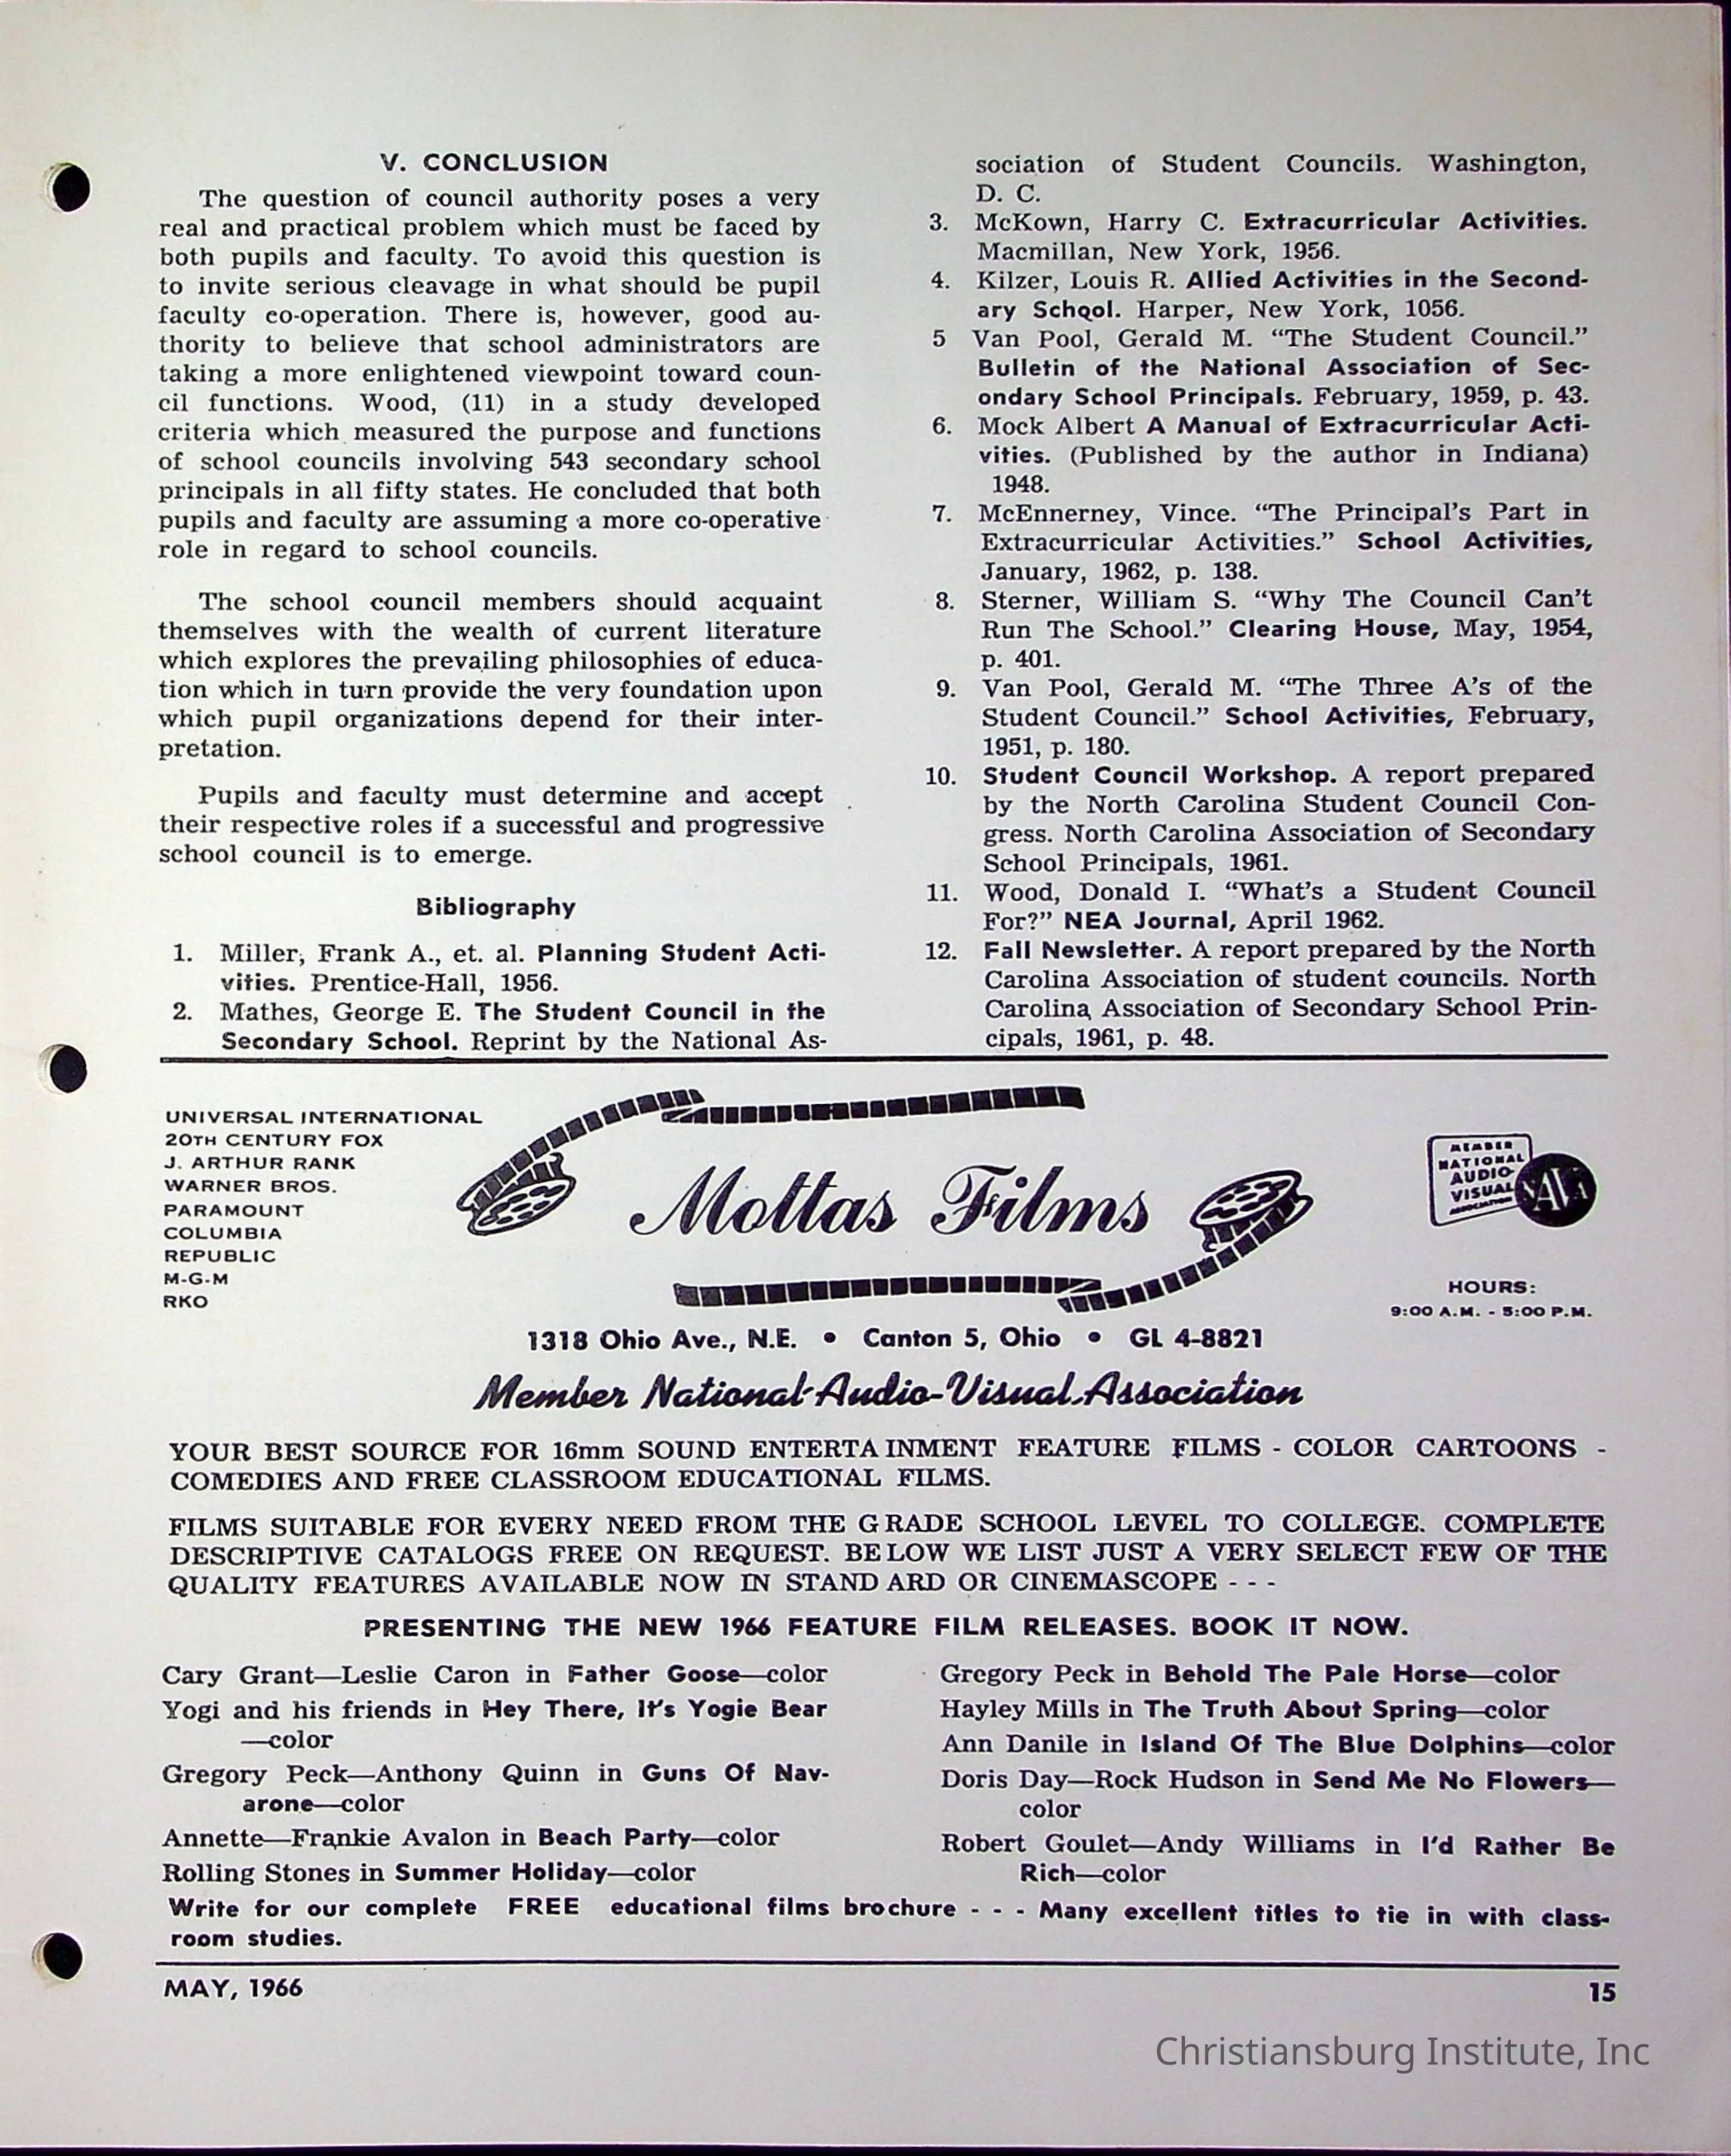 V. CONCLUSION
The question of council authority poses a very
real and practical problem which must be faced by
both pupils and faculty. To avoid this question is
to invite serious cleavage in what should be pupil
faculty co-operation. There is, however, good au-
thority to believe that school administrators are
taking a more enlightened viewpoint toward coun-
cil functions. Wood, (11) in a study developed
criteria which measured the purpose and functions
of school councils involving 543 secondary school
principals in all fifty states. He concluded that both
pupils and faculty are assuming a more co-operative
role in regard to school councils.
The school council members should acquaint
themselves with the wealth of current literature
which explores the prevailing philosophies of educa-
tion which in turn provide the very foundation upon
which pupil organizations depend for their inter-
pretation.
Pupils and faculty must determine and accept
their respective roles if a successful and progressive
school council is to emerge.
Bibliography
1. Miller, Frank A., et. al. Planning Student Acti-
vities. Prentice-Hall, 1956.
2. Mathes, George E. The Student Council in the
Secondary School. Reprint by the National As-
sociation of Student Councils. Washington,
D. C.
3. McKown, Harry C. Extracurricular Activities.
Macmillan, New York, 1956.
4. Kilzer, Louis R. Allied Activities in the Second-
ary School. Harper, New York, 1056.
5 Van Pool, Gerald M. “The Student Council.”
Bulletin of the National Association of Sec-
ondary School Principals. February, 1959, p. 43.
6. Mock Albert A Manual of Extracurricular Acti-
vities. (Published by the author in Indiana)
1948.
7. McEnnerney, Vince. “The Principal’s Part in
Extracurricular Activities.” School Activities,
January, 1962, p. 138.
8. Sterner, William S. “Why The Council Can’t
Run The School.” Clearing House, May, 1954,
p. 401.
9. Van Pool, Gerald M. “The Three A’s of the
Student Council.” School Activities, February,
1951, p. 180.
10. Student Council Workshop. A report prepared
by the North Carolina Student Council Con-
gress. North Carolina Association of Secondary
School Principals, 1961.
11. Wood, Donald I. “What’s a Student Council
For?” NEA Journal, April 1962.
12. Fall Newsletter. A report prepared by the North
Carolina Association of student councils. North
Carolina Association of Secondary School Prin-
cipals, 1961, p. 48.
UNIVERSAL INTERNATIONAL
20TH CENTURY FOX
J. ARTHUR RANK
WARNER BROS.
PARAMOUNT
COLUMBIA
REPUBLIC
M-G-M
RKO
Mottas Films
MEMBER
NATIONAL
AUDIO-
VISUAL
ASSOCIATION
NAVA
HOURS:
9:00 A.M. - 5:00 P.M.
1318 Ohio Ave., N.E. • Canton 5, Ohio • GL 4-8821
Member National-Audio-Visual Association
YOUR BEST SOURCE FOR 16mm SOUND ENTERTA INMENT FEATURE FILMS - COLOR CARTOONS -
COMEDIES AND FREE CLASSROOM EDUCATIONAL FILMS.
FILMS SUITABLE FOR EVERY NEED FROM THE GRADE SCHOOL LEVEL TO COLLEGE. COMPLETE
DESCRIPTIVE CATALOGS FREE ON REQUEST. BELOW WE LIST JUST A VERY SELECT FEW OF THE
QUALITY FEATURES AVAILABLE NOW IN STAND ARD OR CINEMASCOPE - - -
PRESENTING THE NEW 1966 FEATURE FILM RELEASES. BOOK IT NOW.
Cary Grant—Leslie Caron in Father Goose—color
Yogi and his friends in Hey There, It's Yogie Bear
—color
Gregory Peck—Anthony Quinn in Guns Of Nav-
arone—color
Annette—Frankie Avalon in Beach Party—color
Rolling Stones in Summer Holiday—color
Gregory Peck in Behold The Pale Horse—color
Hayley Mills in The Truth About Spring—color
Ann Danile in Island Of The Blue Dolphins—color
Doris Day—Rock Hudson in Send Me No Flowers—
color
Robert Goulet—Andy Williams in I'd Rather Be
Rich—color
Write for our complete FREE educational films brochure - - - Many excellent titles to tie in with class-
room studies.
MAY, 1966
15
Christiansburg Institute, Inc